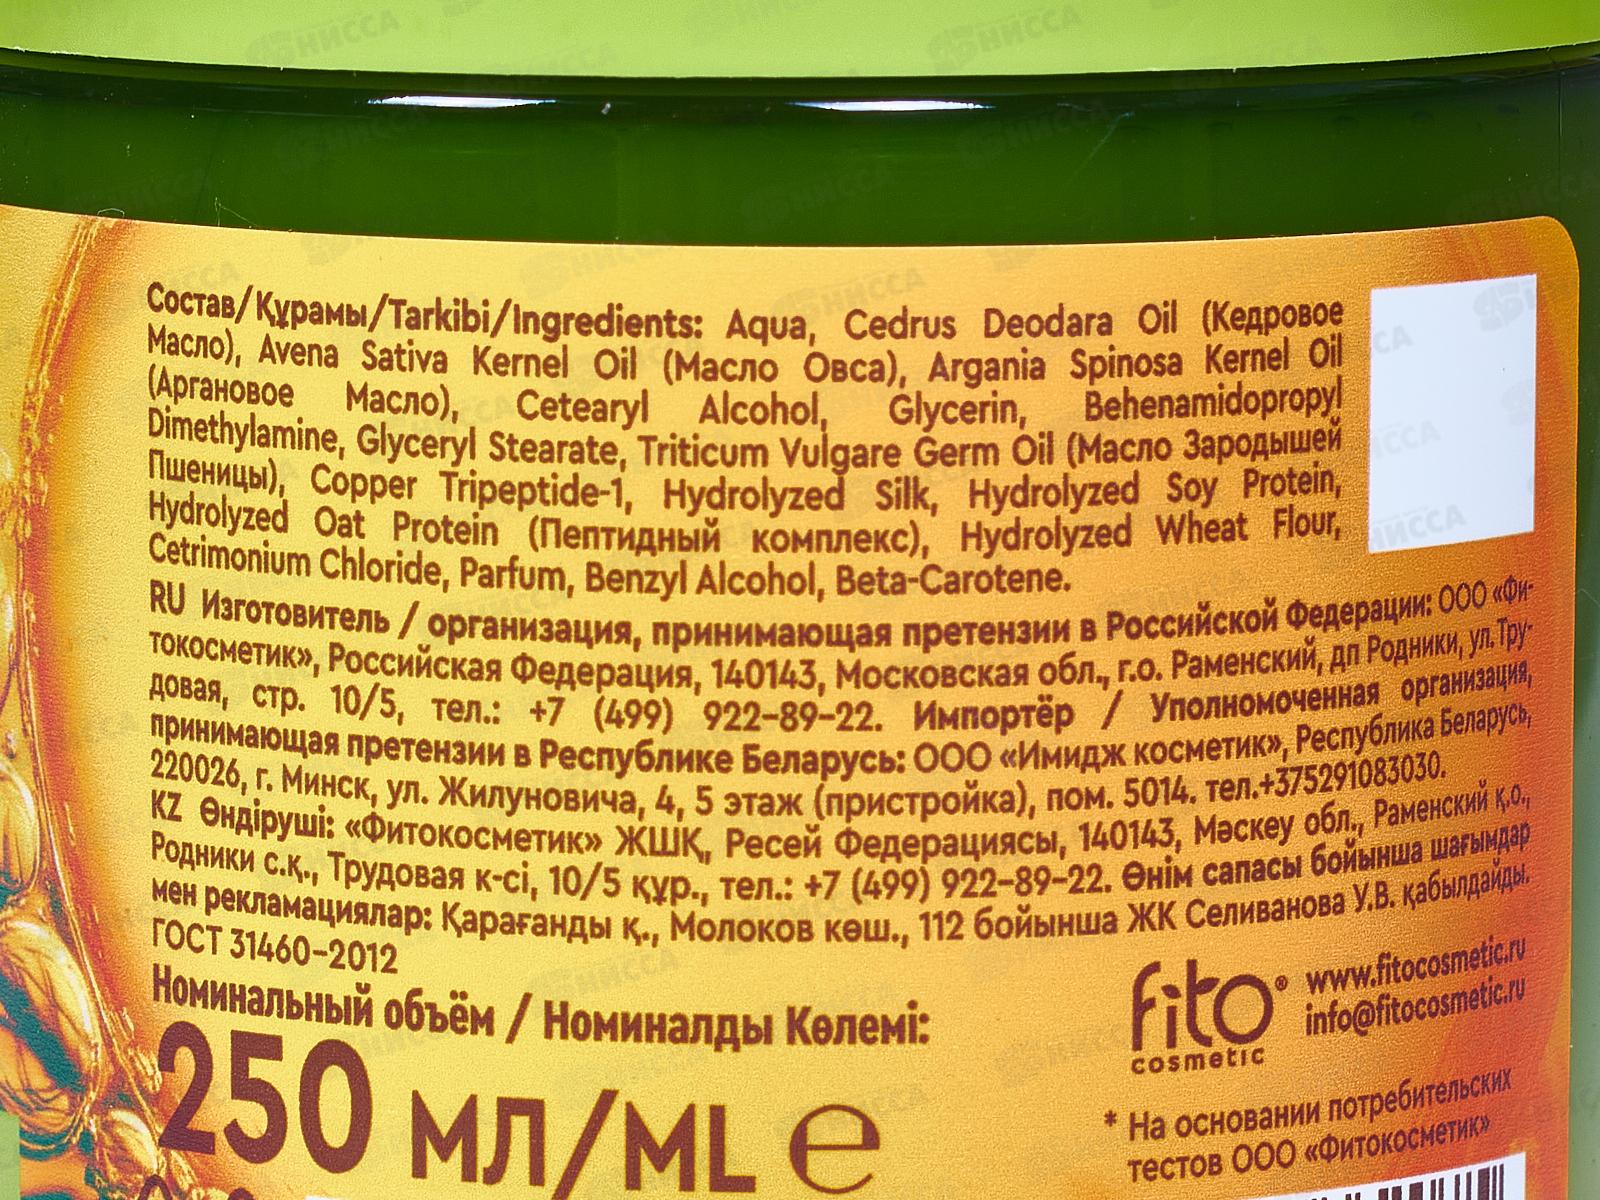 Состав/Құрамы/Tarkibi/Ingredients: Aqua, Cedrus Deodara Oil (Кедровое
Масло), Avena Sativa Kernel Oil (Масло Овса), Argania Spinosa Kernel Oil
(Аргановое Масло), Cetearyl Alcohol, Glycerin, Behenamidopropyl
Dimethylamine, Glyceryl Stearate, Triticum Vulgare Germ Oil (Масло Зародышей
Пшеницы), Copper Tripeptide-1, Hydrolyzed Silk, Hydrolyzed Soy Protein,
Hydrolyzed Oat Protein (Пептидный комплекс), Hydrolyzed Wheat Flour,
Cetrimonium Chloride, Parfum, Benzyl Alcohol, Beta-Carotene.
RU Изготовитель / организация, принимающая претензии в Российской Федерации: ООО «Фи-
токосметик», Российская Федерация, 140143, Московская обл., г.о. Раменский, дп Родники, ул. Тру-
довая, стр. 10/5, тел.: +7 (499) 922-89-22. Импортёр / Уполномоченная организация,
принимающая претензии в Республике Беларусь: ООО «Имидж косметик», Республика Беларусь,
220026, г. Минск, ул. Жилуновича, 4, 5 этаж (пристройка), пом. 5014. тел.+375291083030.
KZ Өндіруші: «Фитокосметик» ЖШҚ, Ресей Федерациясы, 140143, Мәскеу обл., Раменский қ.о.,
Родники с.қ., Трудовая к-сі, 10/5 құр., тел.: +7 (499) 922-89-22. Өнім сапасы бойынша шағымдар
мен рекламациялар: Қарағанды қ., Молоков көш., 112 бойынша ЖК Селиванова У.В. қабылдайды.
ГОСТ 31460-2012
Номинальный объём / Номиналды Көлемі:
250 МЛ/ML ℮
fito®
cosmetic
www.fitocosmetic.ru
info@fitocosmetic.ru
* На основании потребительских
тестов ООО «Фитокосметик»